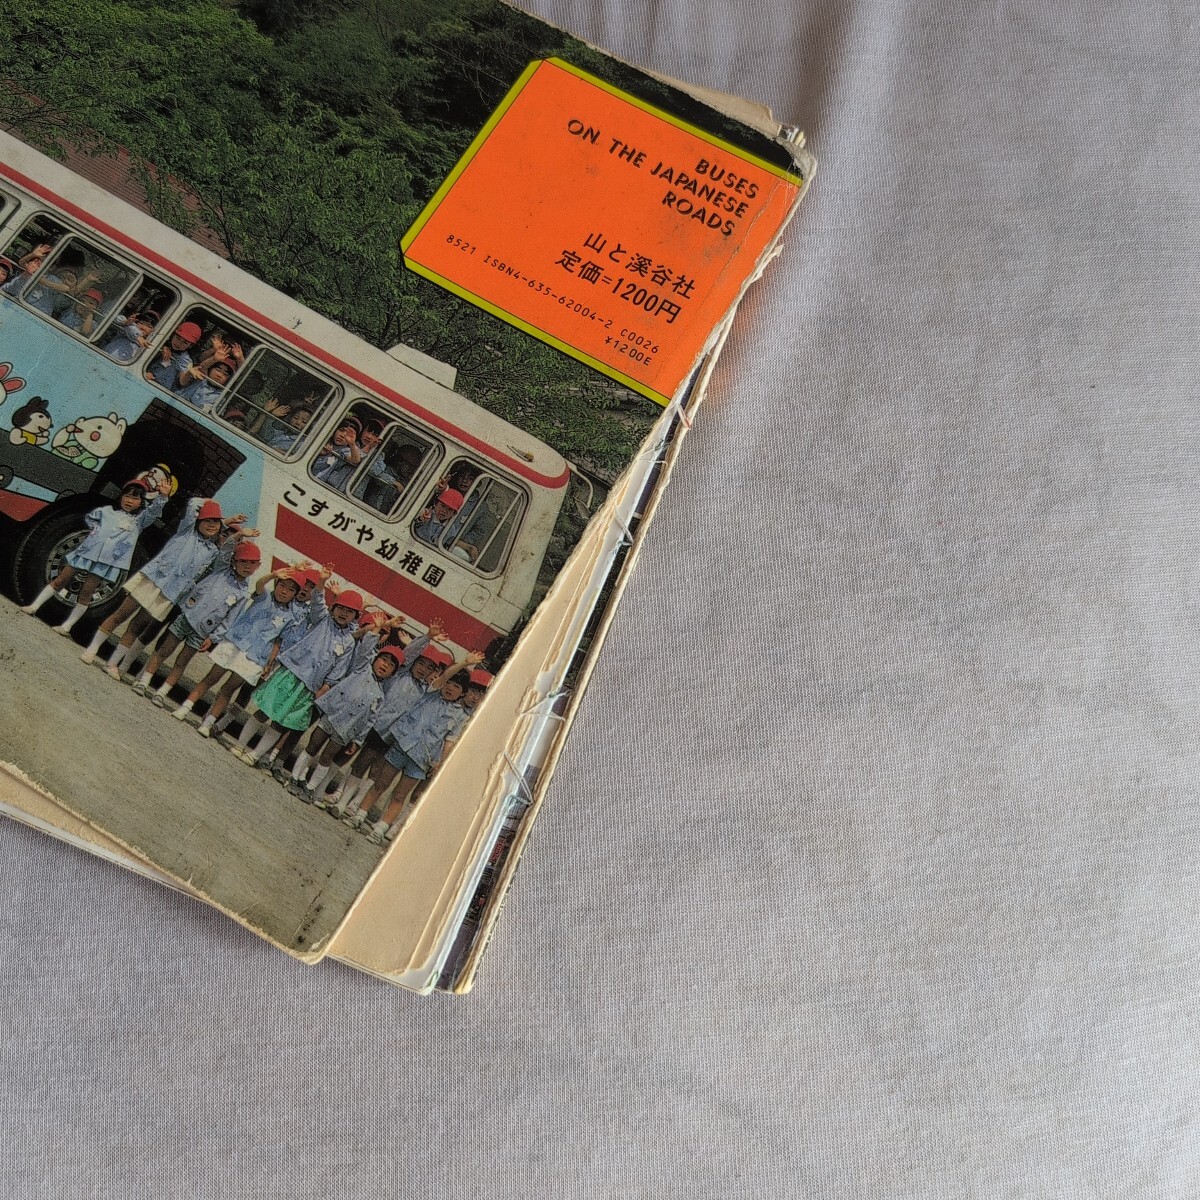 BUSES
ON THE JAPANESE
ROADS
山と溪谷社
定価=1200円
8521 ISBN4-635-62004-2 C0026
¥1200E
こすがや幼稚園